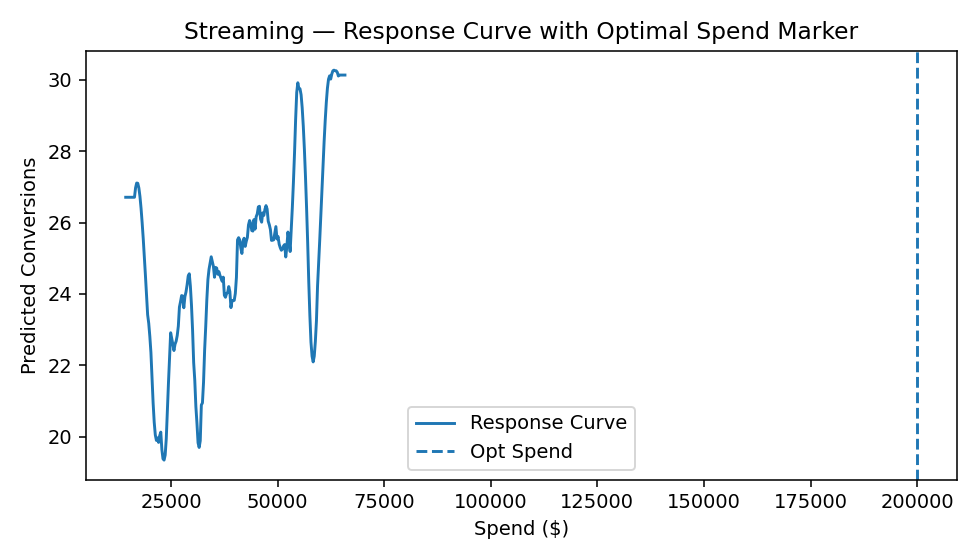 Streaming — Response Curve with Optimal Spend Marker
Predicted Conversions
30
28
26
24
22
20
Response Curve
Opt Spend
25000 50000 75000 100000 125000 150000 175000 200000
Spend ($)